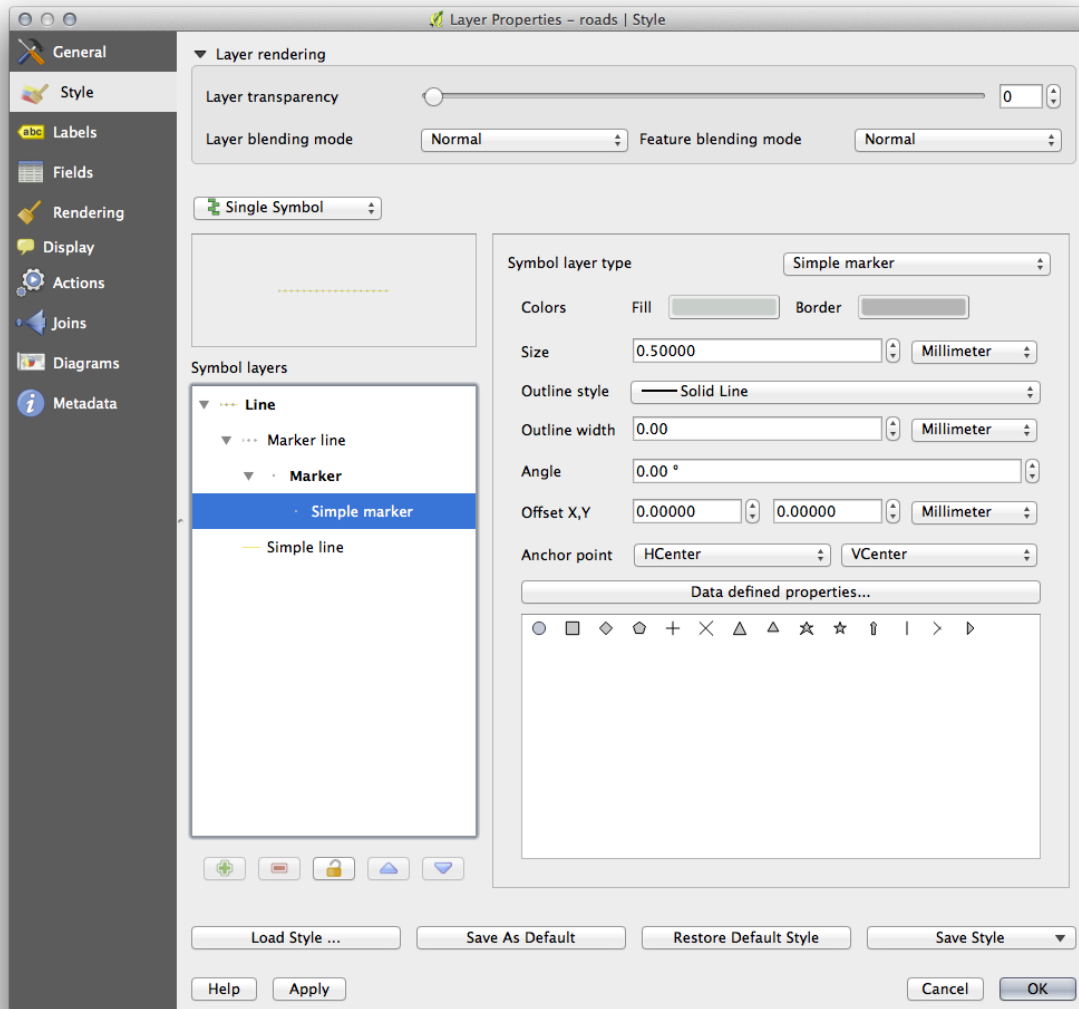 Layer Properties – roads | Style
General
Style
abc Labels
Fields
Rendering
Display
Actions
Joins
Diagrams
Metadata
Layer rendering
Layer transparency 0
Layer blending mode Normal Feature blending mode Normal
Single Symbol
Symbol layers
Line
Marker line
Marker
Simple marker
Simple line
Symbol layer type Simple marker
Colors Fill Border
Size 0.50000 Millimeter
Outline style Solid Line
Outline width 0.00 Millimeter
Angle 0.00 °
Offset X,Y 0.00000 0.00000 Millimeter
Anchor point HCenter VCenter
Data defined properties...
Load Style ... Save As Default Restore Default Style Save Style
Help Apply Cancel OK